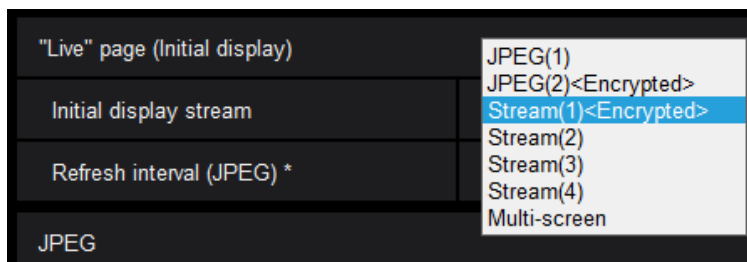 "Live" page (Initial display)
JPEG(1)
JPEG(2)<Encrypted>
Initial display stream
Stream(1)<Encrypted>
Stream(2)
Refresh interval (JPEG) *
Stream(3)
Stream(4)
Multi-screen
JPEG